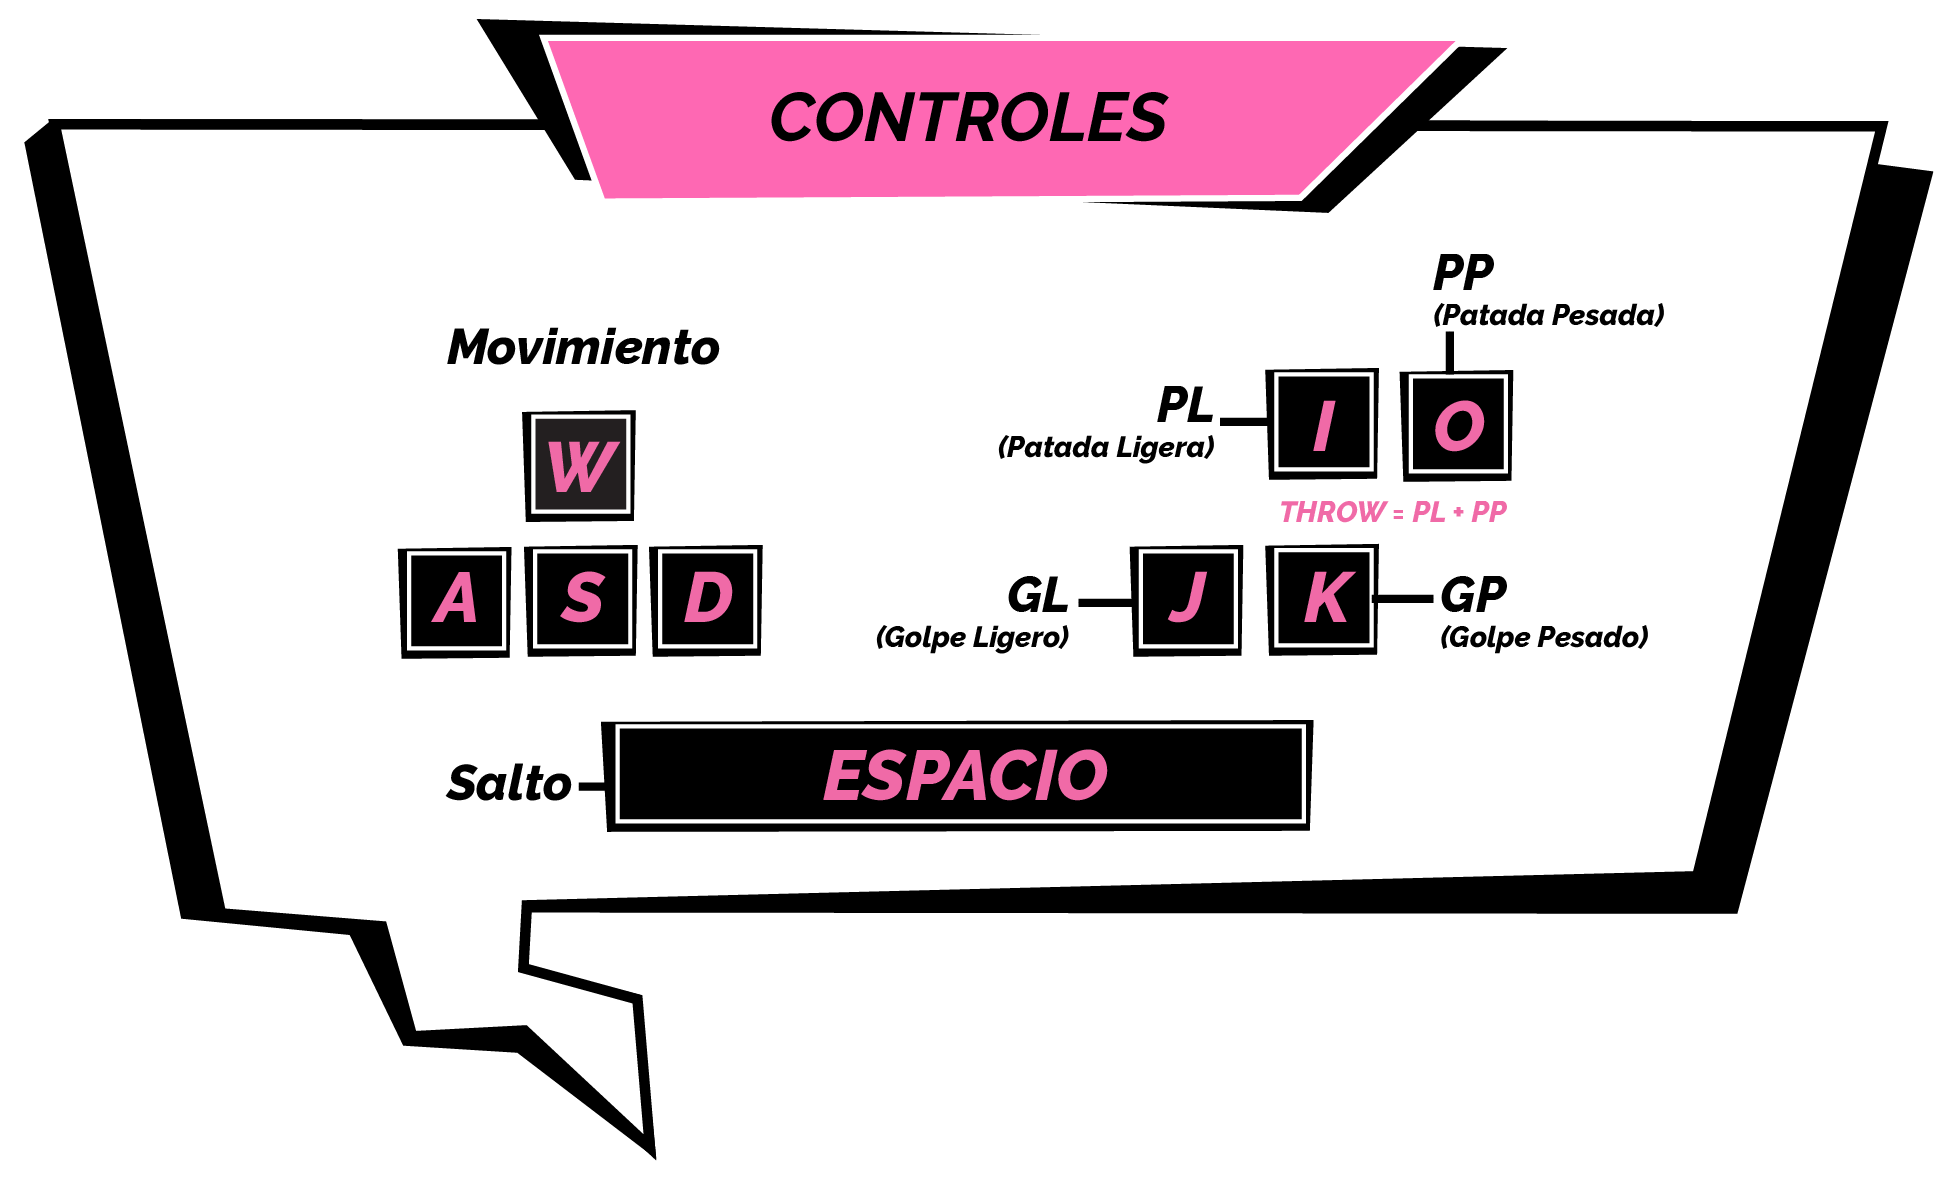 CONTROLES
Movimiento
W
A S D
PP
(Patada Pesada)
PL
(Patada Ligera)
I O
THROW = PL + PP
GL
(Golpe Ligero)
J K
GP
(Golpe Pesado)
Salto
ESPACIO